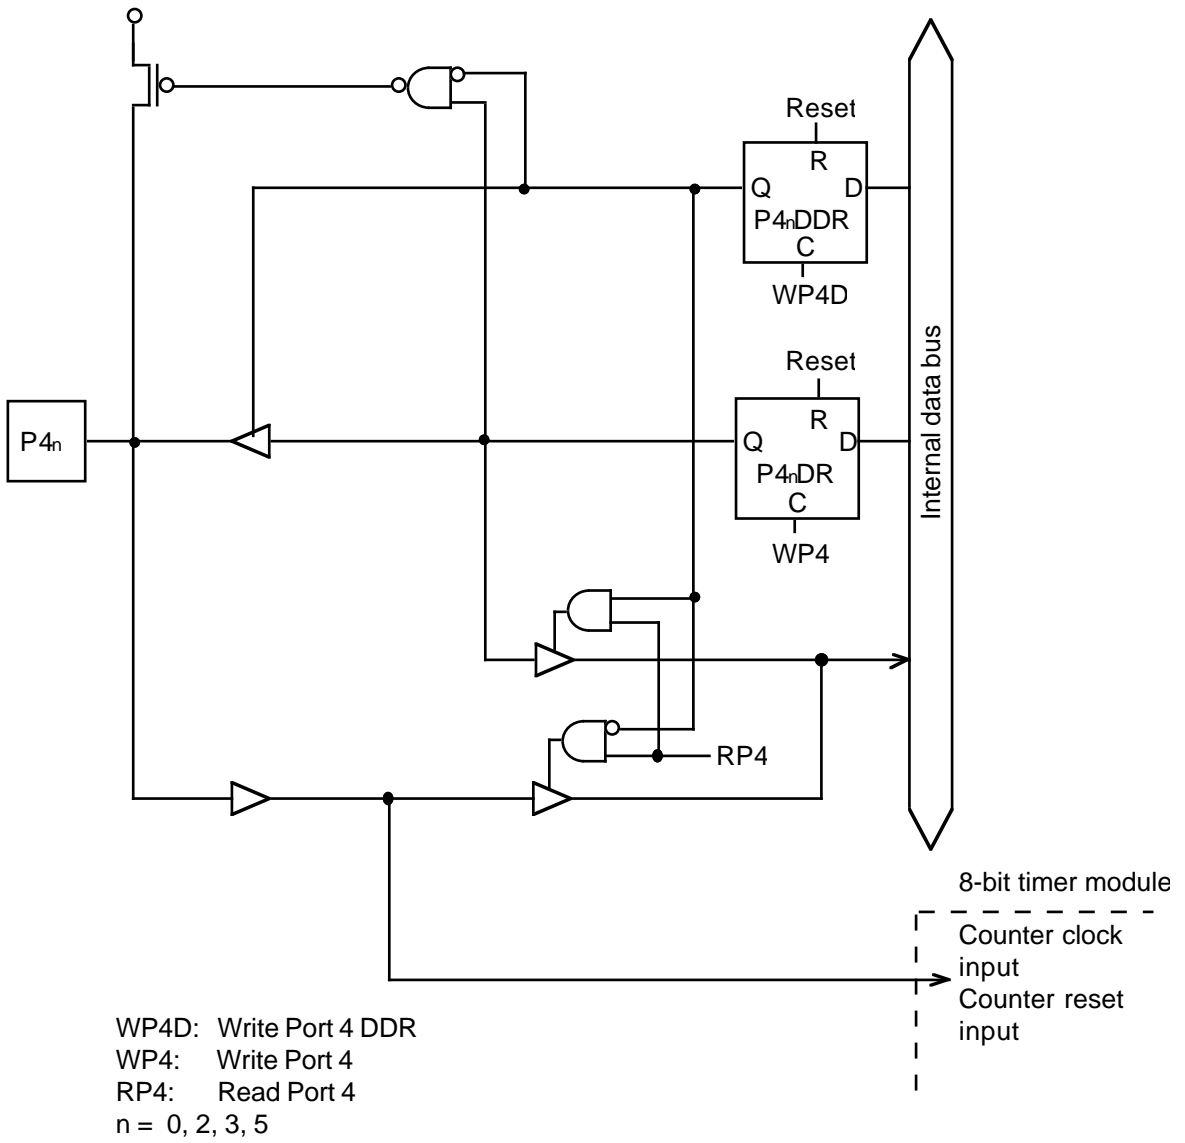 Reset
R
Q D
P4nDDR
C
WP4D
Reset
R
Q D
P4nDR
C
WP4
P4n
Internal data bus
RP4
8-bit timer module
Counter clock
input
Counter reset
input
WP4D: Write Port 4 DDR
WP4: Write Port 4
RP4: Read Port 4
n = 0, 2, 3, 5